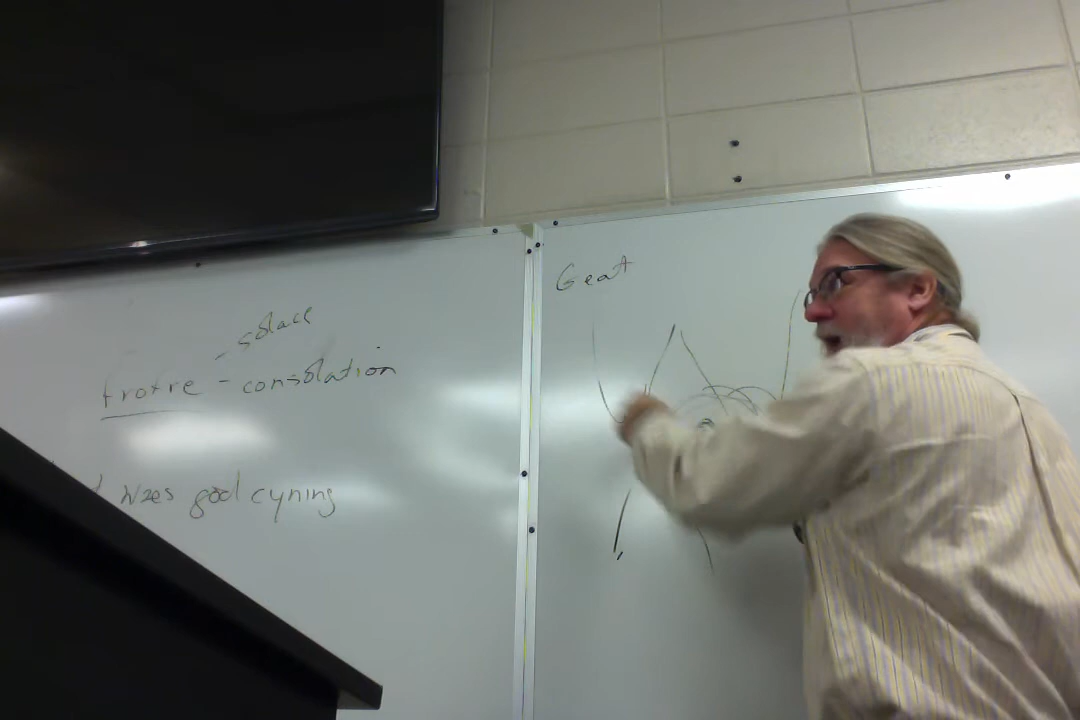 solace
frofre - consolation
wæs god cyning
Geat